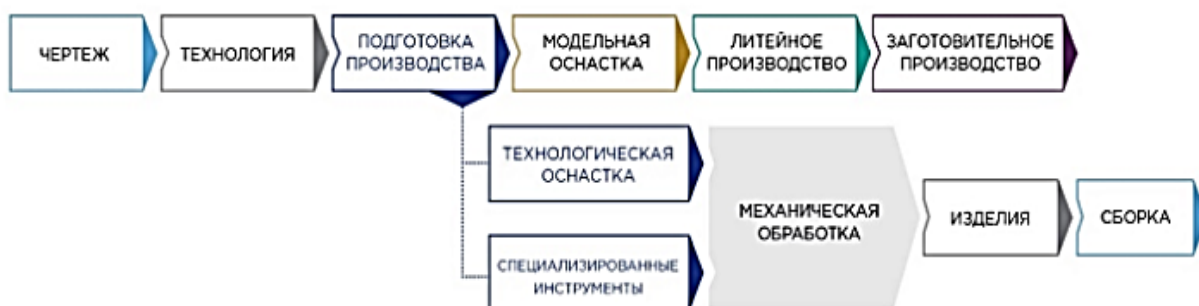 ЧЕРТЕЖ
ТЕХНОЛОГИЯ
ПОДГОТОВКА
ПРОИЗВОДСТВА
МОДЕЛЬНАЯ
ОСНАСТКА
ЛИТЕЙНОЕ
ПРОИЗВОДСТВО
ЗАГОТОВИТЕЛЬНОЕ
ПРОИЗВОДСТВО
ТЕХНОЛОГИЧЕСКАЯ
ОСНАСТКА
СПЕЦИАЛИЗИРОВАННЫЕ
ИНСТРУМЕНТЫ
МЕХАНИЧЕСКАЯ
ОБРАБОТКА
ИЗДЕЛИЯ
СБОРКА